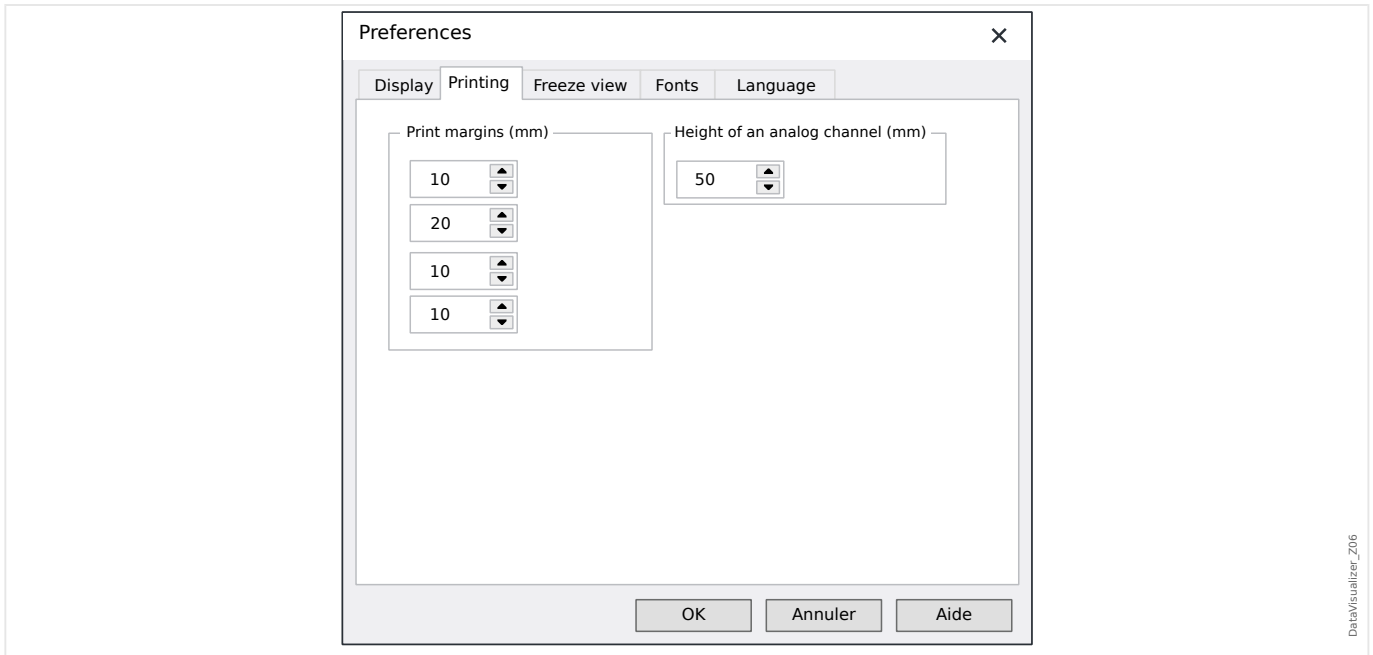 Preferences
Display Printing Freeze view Fonts Language
Print margins (mm) Height of an analog channel (mm)
10 50
20
10
10
OK Annuler Aide
DataVisualizer_Z06